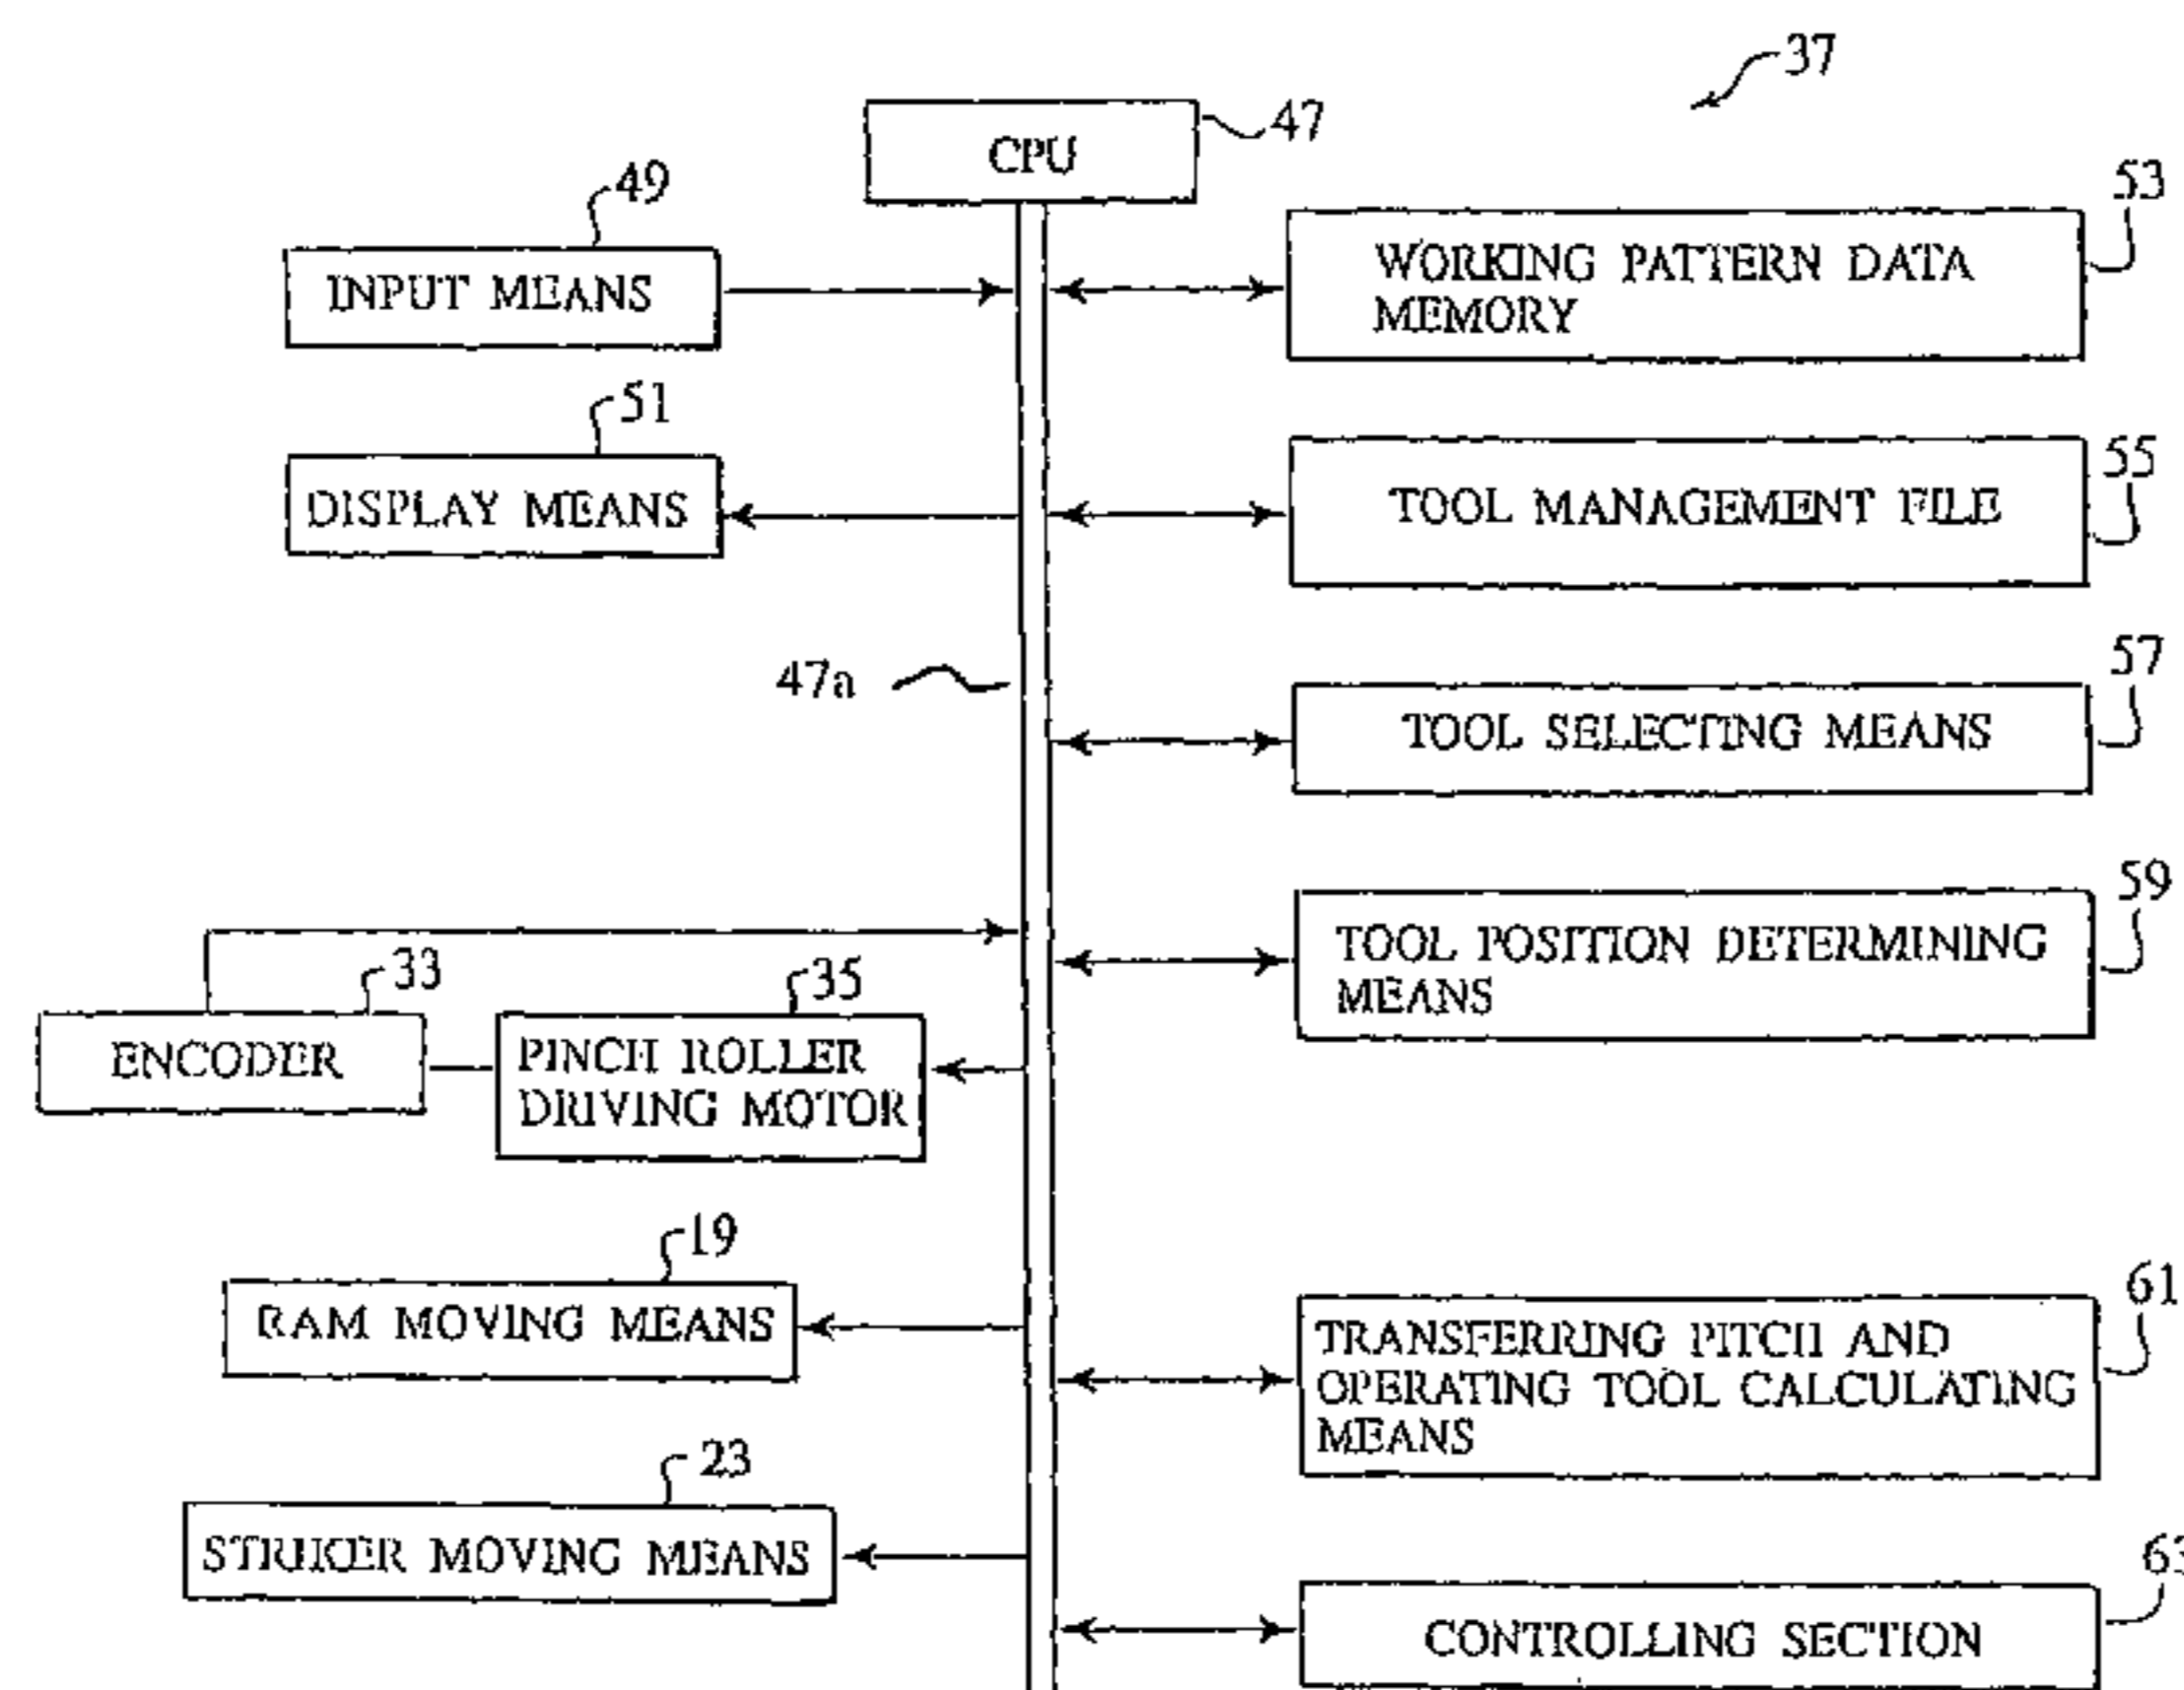 37
CPU
47
49
INPUT MEANS
53
WORKING PATTERN DATA
MEMORY
51
DISPLAY MEANS
55
TOOL MANAGEMENT FILE
47a
57
TOOL SELECTING MEANS
59
TOOL POSITION DETERMINING
MEANS
33
ENCODER
35
PINCH ROLLER
DRIVING MOTOR
19
RAM MOVING MEANS
61
TRANSFERRING PITCH AND
OPERATING TOOL CALCULATING
MEANS
23
STRIKER MOVING MEANS
63
CONTROLLING SECTION